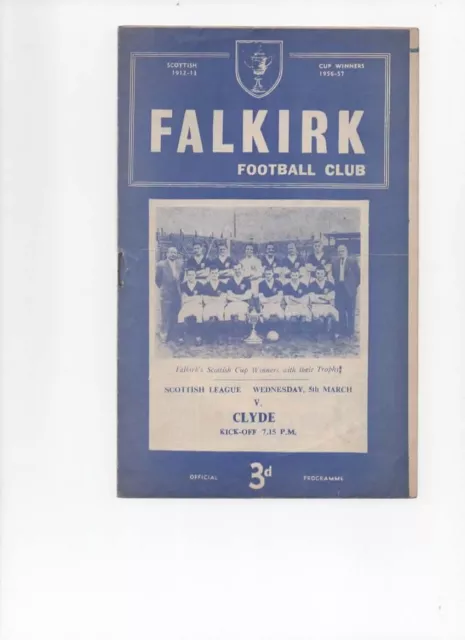 SCOTTISH
1912-13
CUP WINNERS
1956-57
FALKIRK
FOOTBALL CLUB
Falkirk's Scottish Cup Winners with their Trophy!
SCOTTISH LEAGUE WEDNESDAY, 5th MARCH
V.
CLYDE
KICK-OFF 7.15 P.M.
OFFICIAL 3d PROGRAMME